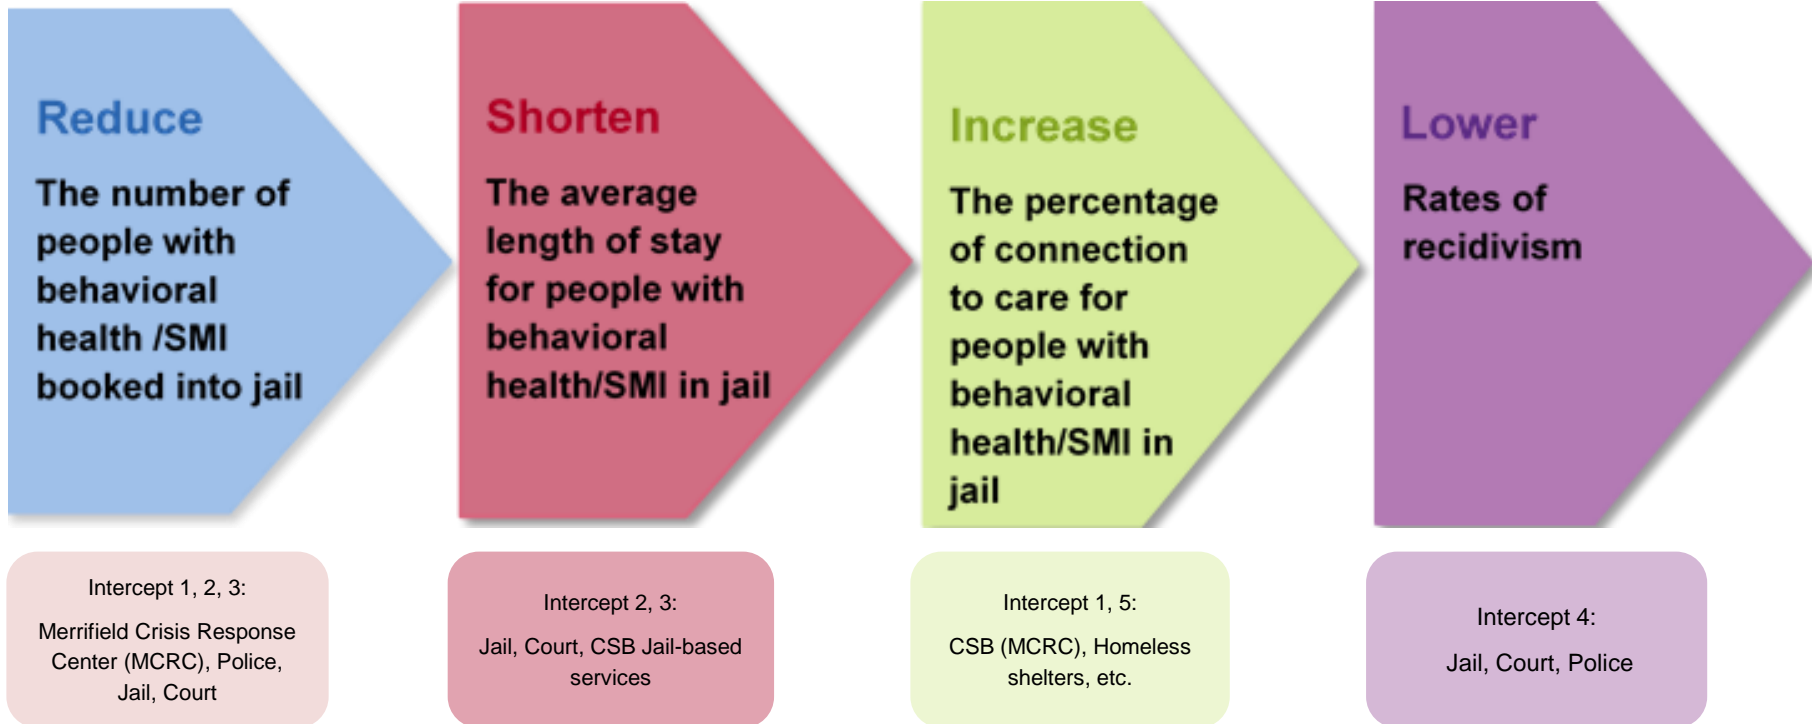 Reduce
The number of
people with
behavioral
health /SMI
booked into jail
Shorten
The average
length of stay
for people with
behavioral
health/SMI in jail
Increase
The percentage
of connection
to care for
people with
behavioral
health/SMI in
jail
Lower
Rates of
recidivism
Intercept 1, 2, 3:
Merrifield Crisis Response
Center (MCRC), Police,
Jail, Court
Intercept 2, 3:
Jail, Court, CSB Jail-based
services
Intercept 1, 5:
CSB (MCRC), Homeless
shelters, etc.
Intercept 4:
Jail, Court, Police